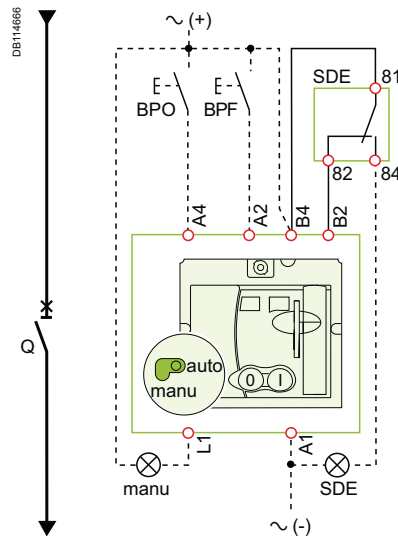 DB114666
∼ (+)
SDE
81
BPO
BPF
82
84
A4
A2
B4
B2
Q
auto
manu
0
I
L1
A1
manu
SDE
∼ (-)